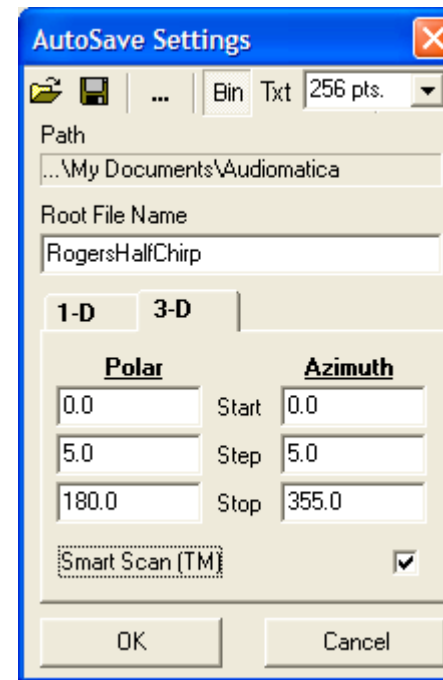 AutoSave Settings
... Bin Txt 256 pts.
Path
...\My Documents\Audiomatica
Root File Name
RogersHalfChirp
1-D 3-D
Polar Azimuth
0.0 Start 0.0
5.0 Step 5.0
180.0 Stop 355.0
Smart Scan (TM)
OK Cancel